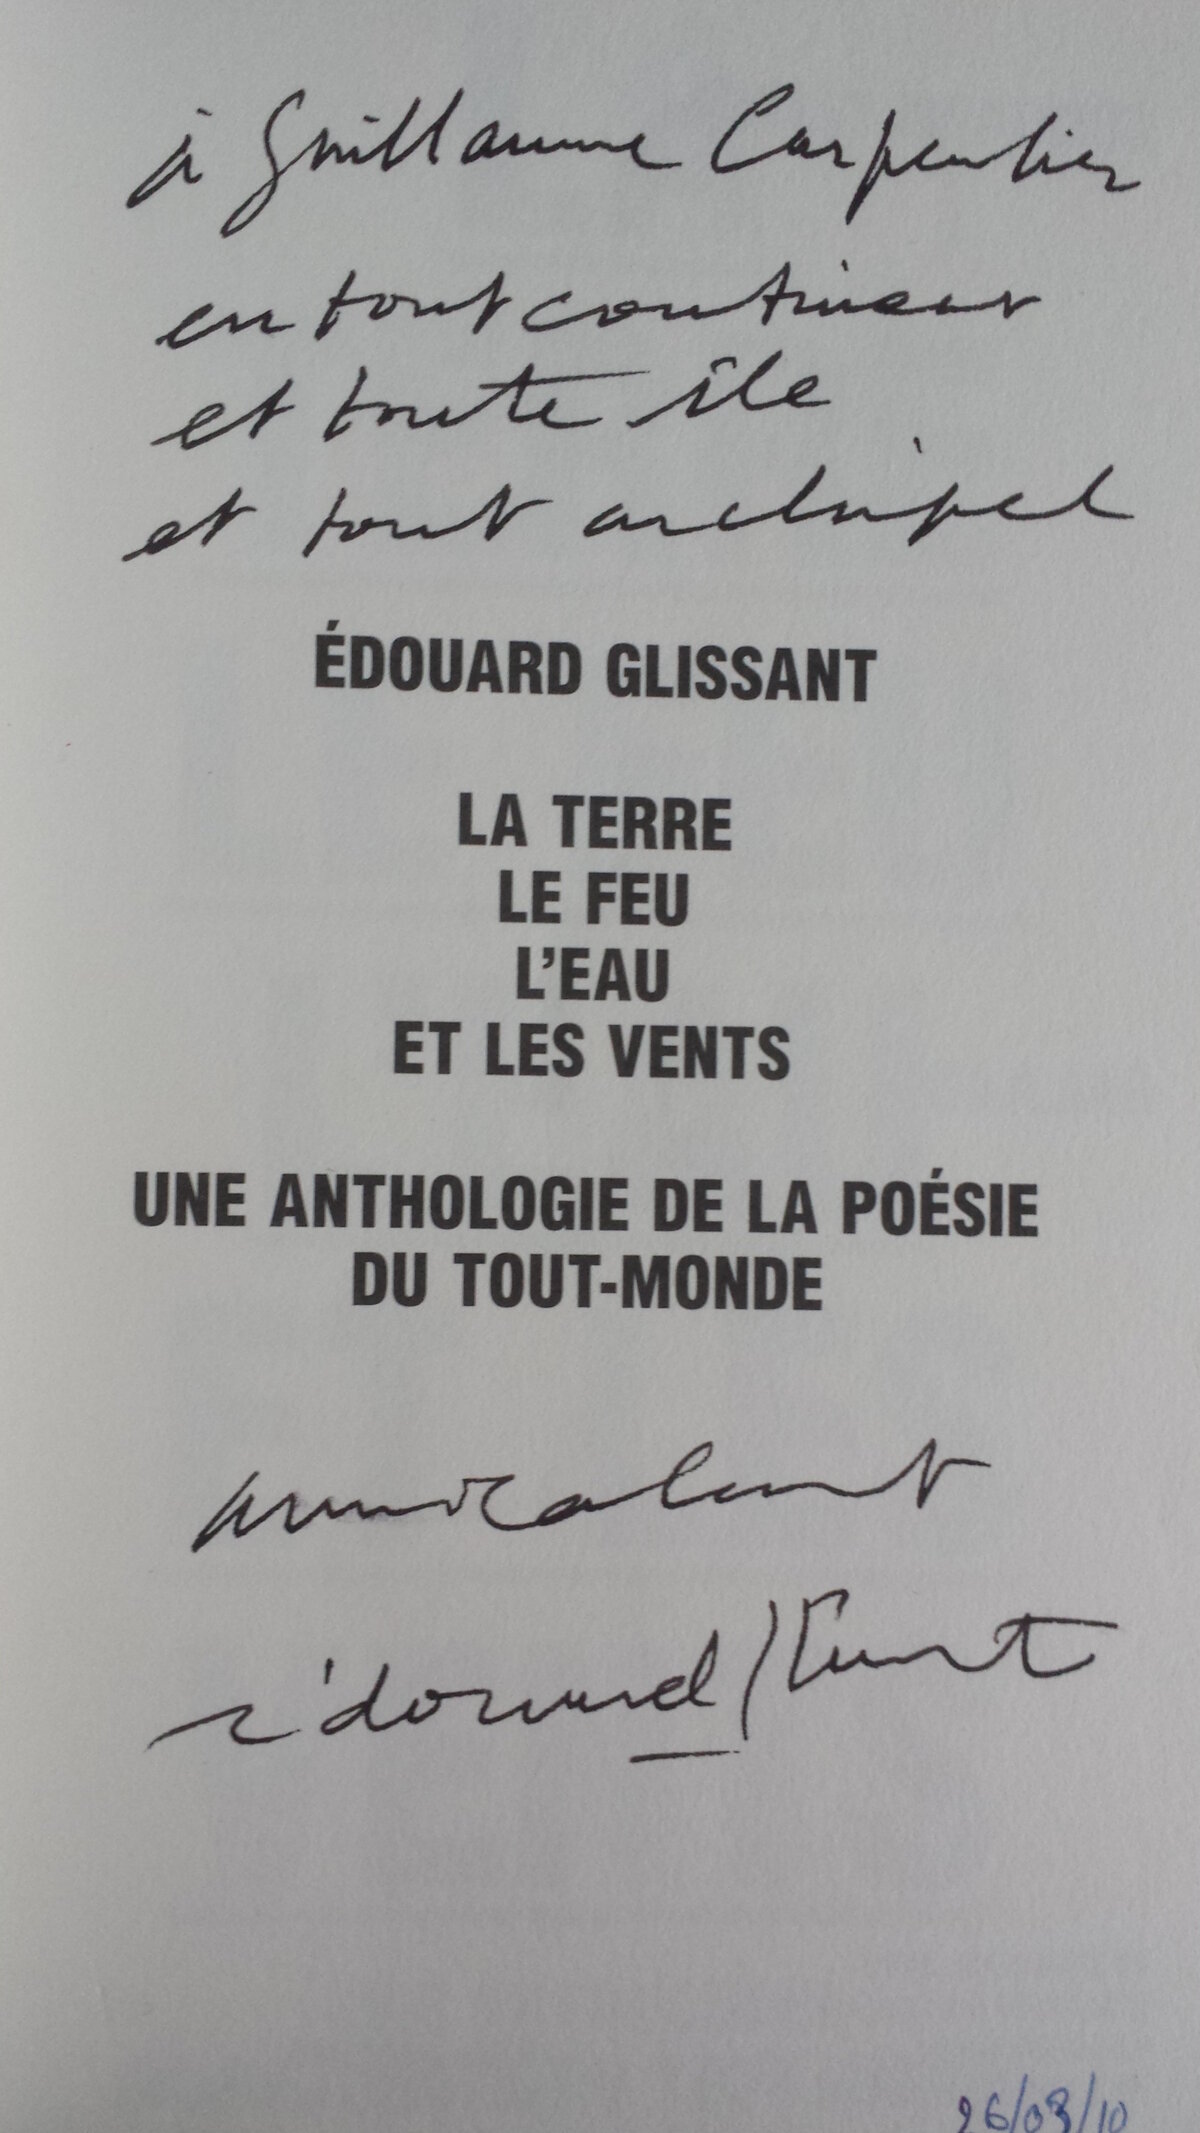 à Guillaume Carpentier
en tout continent
et toute île
et tout archipel
ÉDOUARD GLISSANT
LA TERRE
LE FEU
L'EAU
ET LES VENTS
UNE ANTHOLOGIE DE LA POÉSIE
DU TOUT-MONDE
amicalement
Édouard Glissant
26/03/10